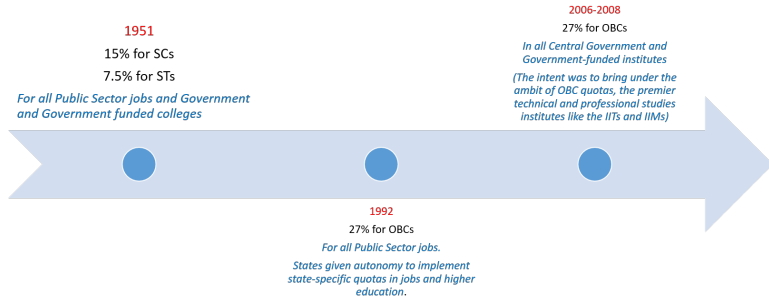 1951
15% for SCs
7.5% for STs
For all Public Sector jobs and Government
and Government funded colleges
1992
27% for OBCs
For all Public Sector jobs.
States given autonomy to implement
state-specific quotas in jobs and higher
education.
2006-2008
27% for OBCs
In all Central Government and
Government-funded institutes
(The intent was to bring under the
ambit of OBC quotas, the premier
technical and professional studies
institutes like the IITs and IIMs)